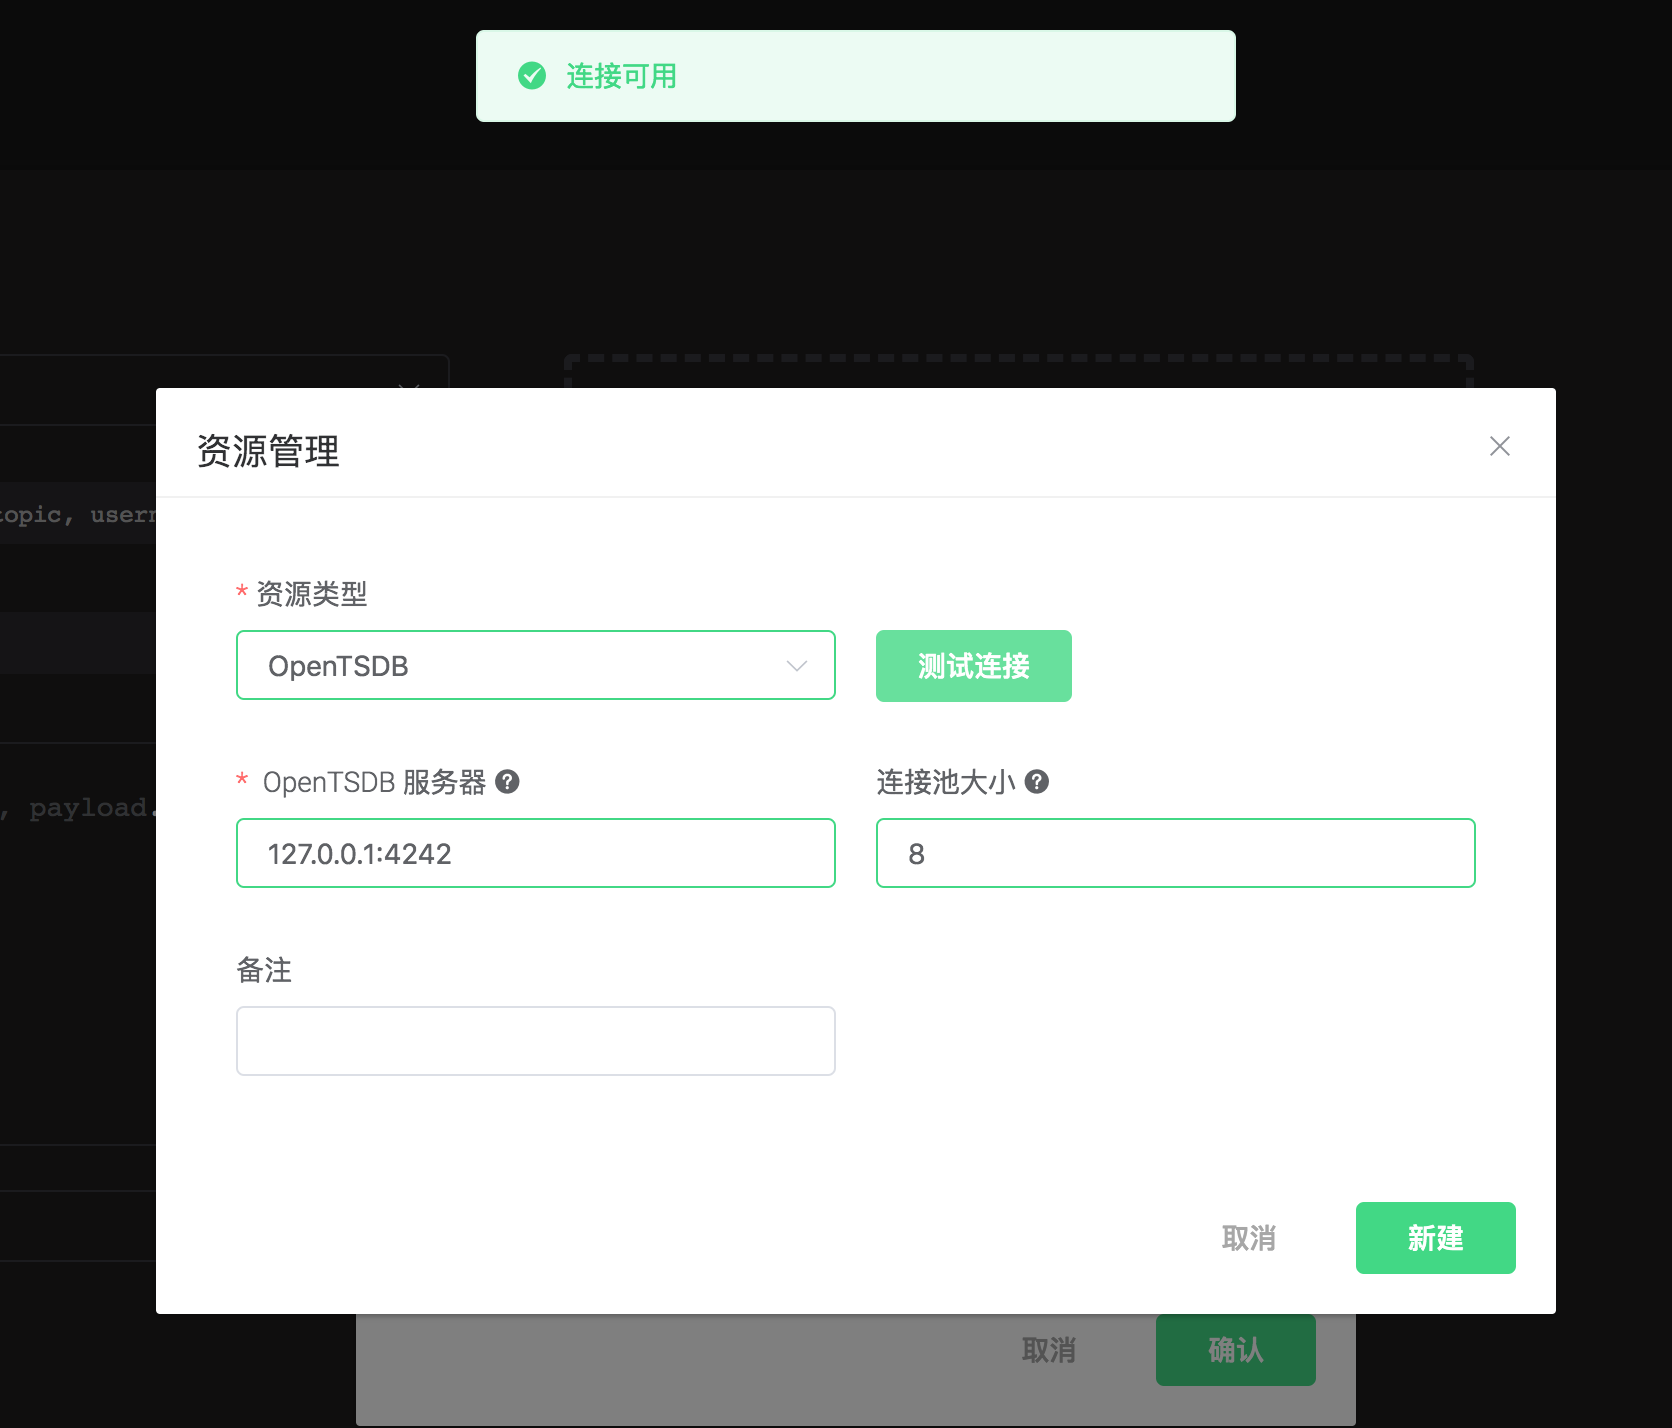 连接可用
资源管理
topic, usern
, payload.
* 资源类型
OpenTSDB
测试连接
* OpenTSDB 服务器
连接池大小
127.0.0.1:4242
8
备注
取消
新建
取消
确认